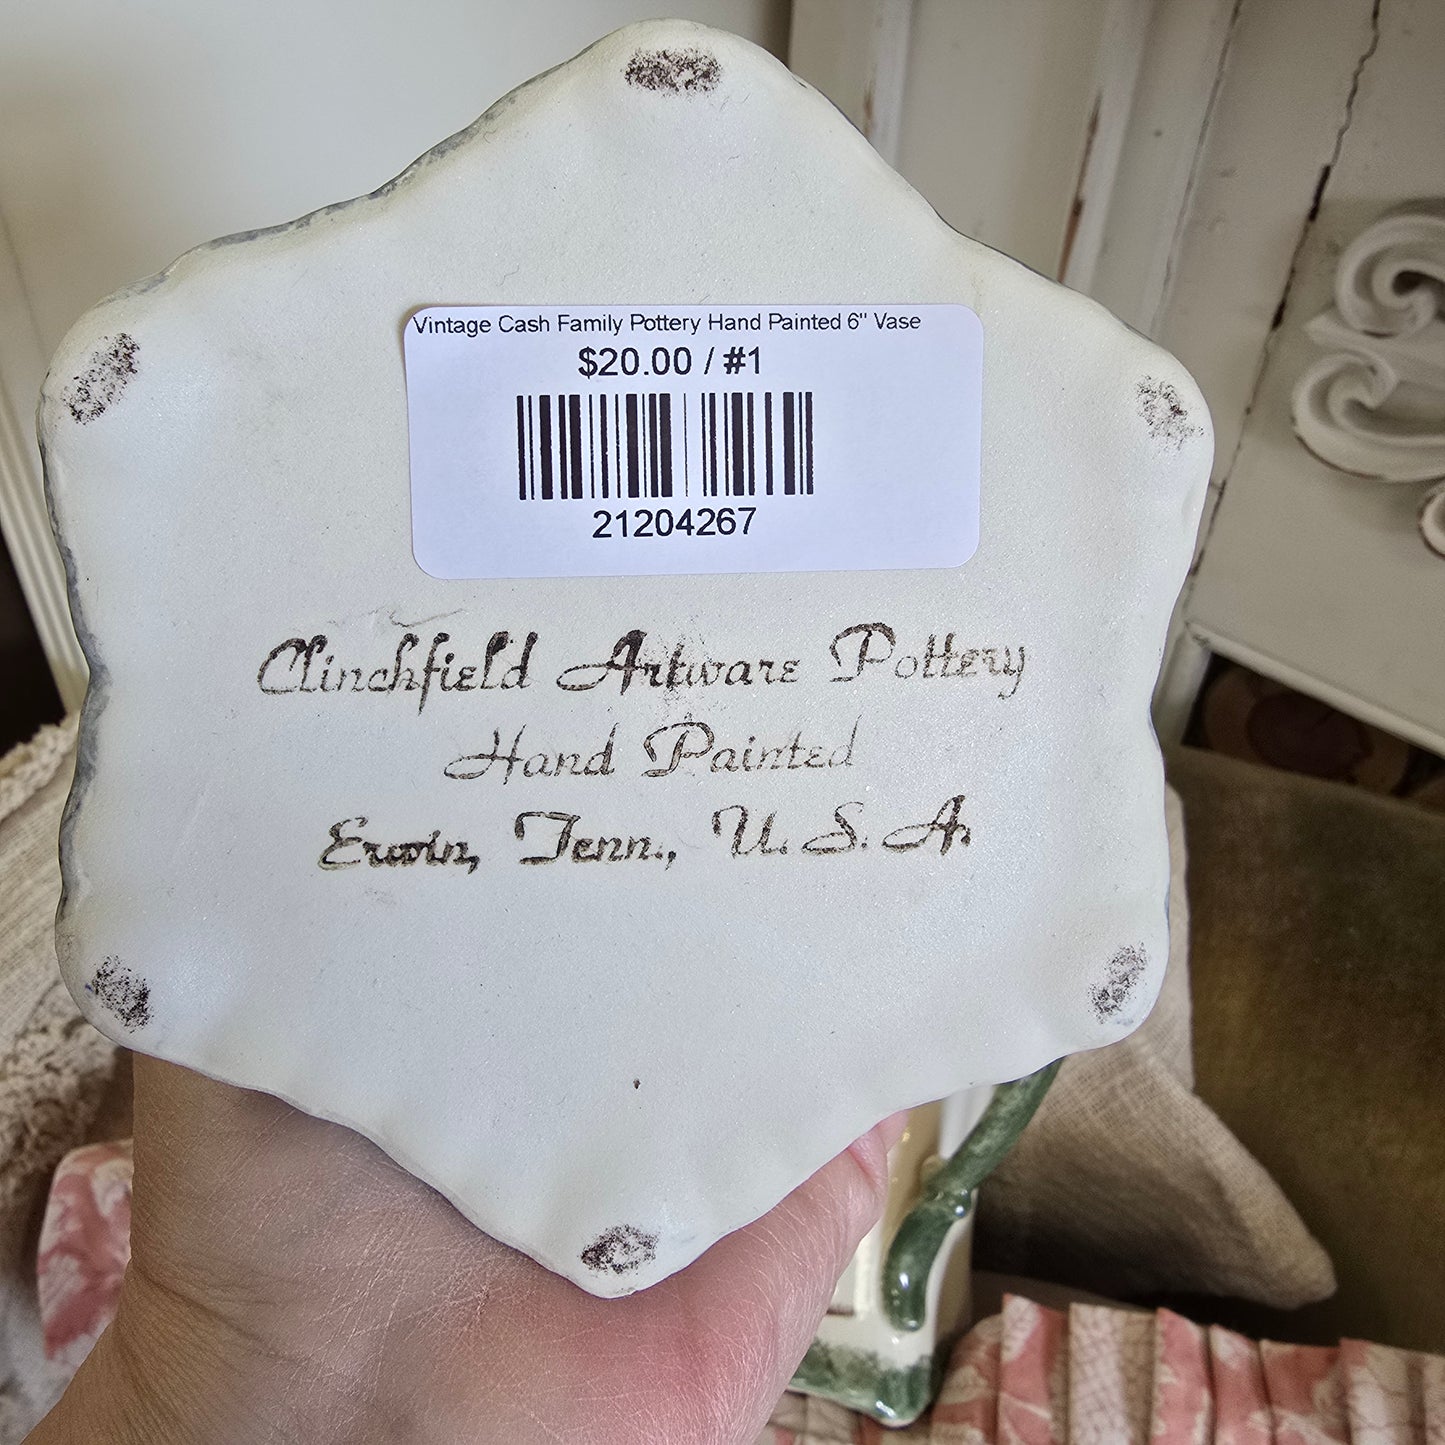 Vintage Cash Family Pottery Hand Painted 6" Vase
$20.00 / #1
21204267
Clinchfield Artware Pottery
Hand Painted
Erwin, Tenn., U.S.A.